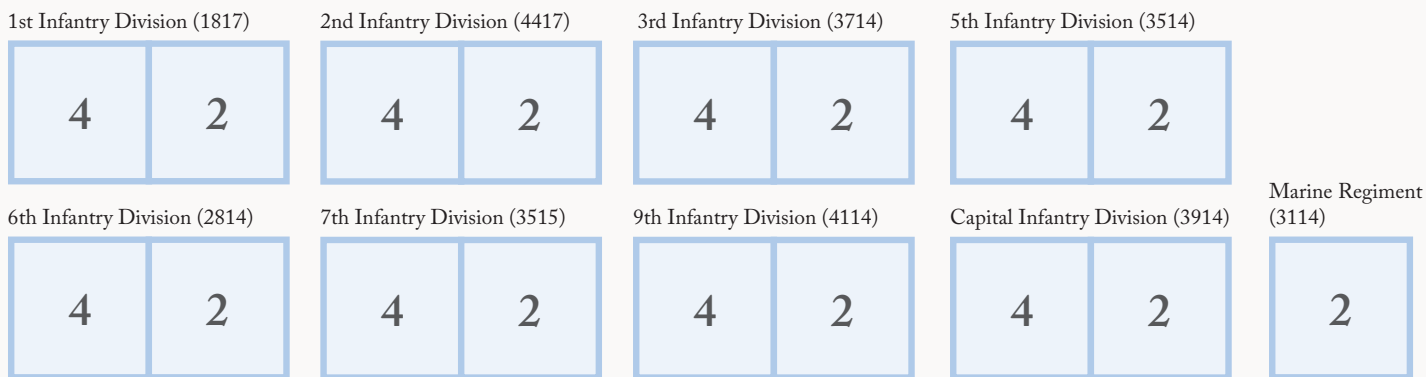 1st Infantry Division (1817)
2nd Infantry Division (4417)
3rd Infantry Division (3714)
5th Infantry Division (3514)
4 2
4 2
4 2
4 2
6th Infantry Division (2814)
7th Infantry Division (3515)
9th Infantry Division (4114)
Capital Infantry Division (3914)
Marine Regiment
(3114)
4 2
4 2
4 2
4 2
2